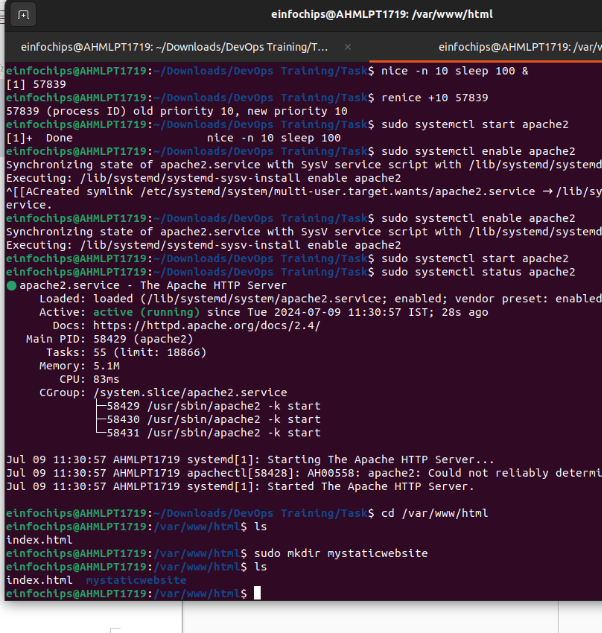 einfochips@AHMLPT1719: /var/www/html
einfochips@AHMLPT1719: ~/Downloads/DevOps Training/T... ×
einfochips@AHMLPT1719: /var/w
einfochips@AHMLPT1719:~/Downloads/DevOps Training/Task$ nice -n 10 sleep 100 &
[1] 57839
einfochips@AHMLPT1719:~/Downloads/DevOps Training/Task$ renice +10 57839
57839 (process ID) old priority 10, new priority 10
einfochips@AHMLPT1719:~/Downloads/DevOps Training/Task$ sudo systemctl start apache2
[1]+  Done                    nice -n 10 sleep 100
einfochips@AHMLPT1719:~/Downloads/DevOps Training/Task$ sudo systemctl enable apache2
Synchronizing state of apache2.service with SysV service script with /lib/systemd/system
Executing: /lib/systemd/systemd-sysv-install enable apache2
^[[ACreated symlink /etc/systemd/system/multi-user.target.wants/apache2.service → /lib/sy
ervice.
einfochips@AHMLPT1719:~/Downloads/DevOps Training/Task$ sudo systemctl enable apache2
Synchronizing state of apache2.service with SysV service script with /lib/systemd/system
Executing: /lib/systemd/systemd-sysv-install enable apache2
einfochips@AHMLPT1719:~/Downloads/DevOps Training/Task$ sudo systemctl start apache2
einfochips@AHMLPT1719:~/Downloads/DevOps Training/Task$ sudo systemctl status apache2
● apache2.service - The Apache HTTP Server
Loaded: loaded (/lib/systemd/system/apache2.service; enabled; vendor preset: enabled
Active: active (running) since Tue 2024-07-09 11:30:57 IST; 28s ago
Docs: https://httpd.apache.org/docs/2.4/
Main PID: 58429 (apache2)
Tasks: 55 (limit: 18866)
Memory: 5.1M
CPU: 83ms
CGroup: /system.slice/apache2.service
├─58429 /usr/sbin/apache2 -k start
├─58430 /usr/sbin/apache2 -k start
└─58431 /usr/sbin/apache2 -k start
Jul 09 11:30:57 AHMLPT1719 systemd[1]: Starting The Apache HTTP Server...
Jul 09 11:30:57 AHMLPT1719 apachectl[58428]: AH00558: apache2: Could not reliably determi
Jul 09 11:30:57 AHMLPT1719 systemd[1]: Started The Apache HTTP Server.
einfochips@AHMLPT1719:~/Downloads/DevOps Training/Task$ cd /var/www/html
einfochips@AHMLPT1719:/var/www/html$ ls
index.html
einfochips@AHMLPT1719:/var/www/html$ sudo mkdir mystaticwebsite
einfochips@AHMLPT1719:/var/www/html$ ls
index.html  mystaticwebsite
einfochips@AHMLPT1719:/var/www/html$